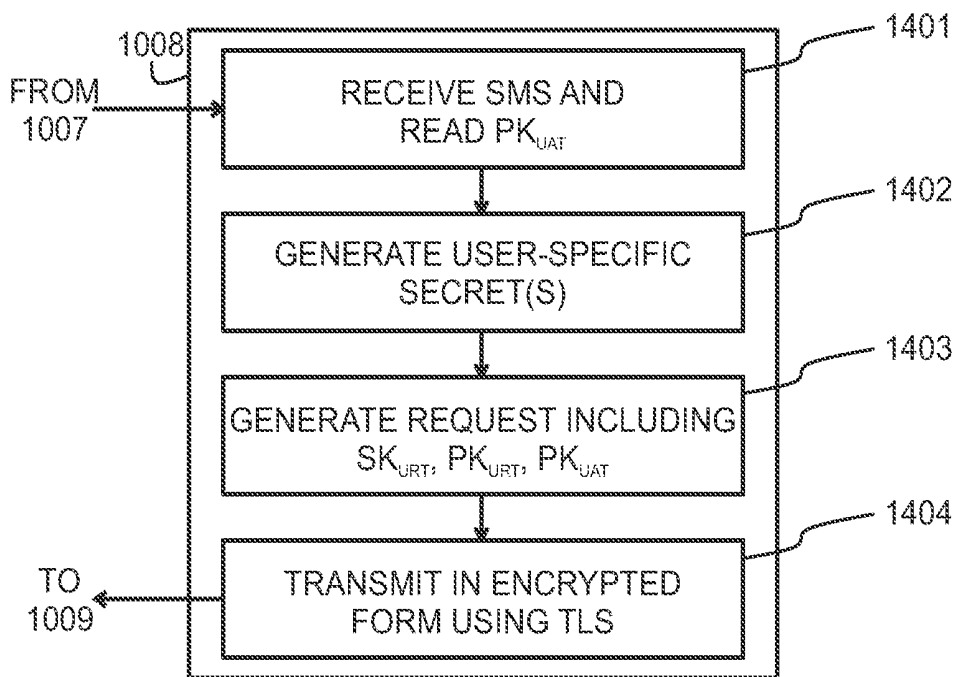 1008
FROM
1007
RECEIVE SMS AND
READ PK_UAT
1401
GENERATE USER-SPECIFIC
SECRET(S)
1402
GENERATE REQUEST INCLUDING
SK_URT, PK_URT, PK_UAT
1403
TRANSMIT IN ENCRYPTED
FORM USING TLS
1404
TO
1009